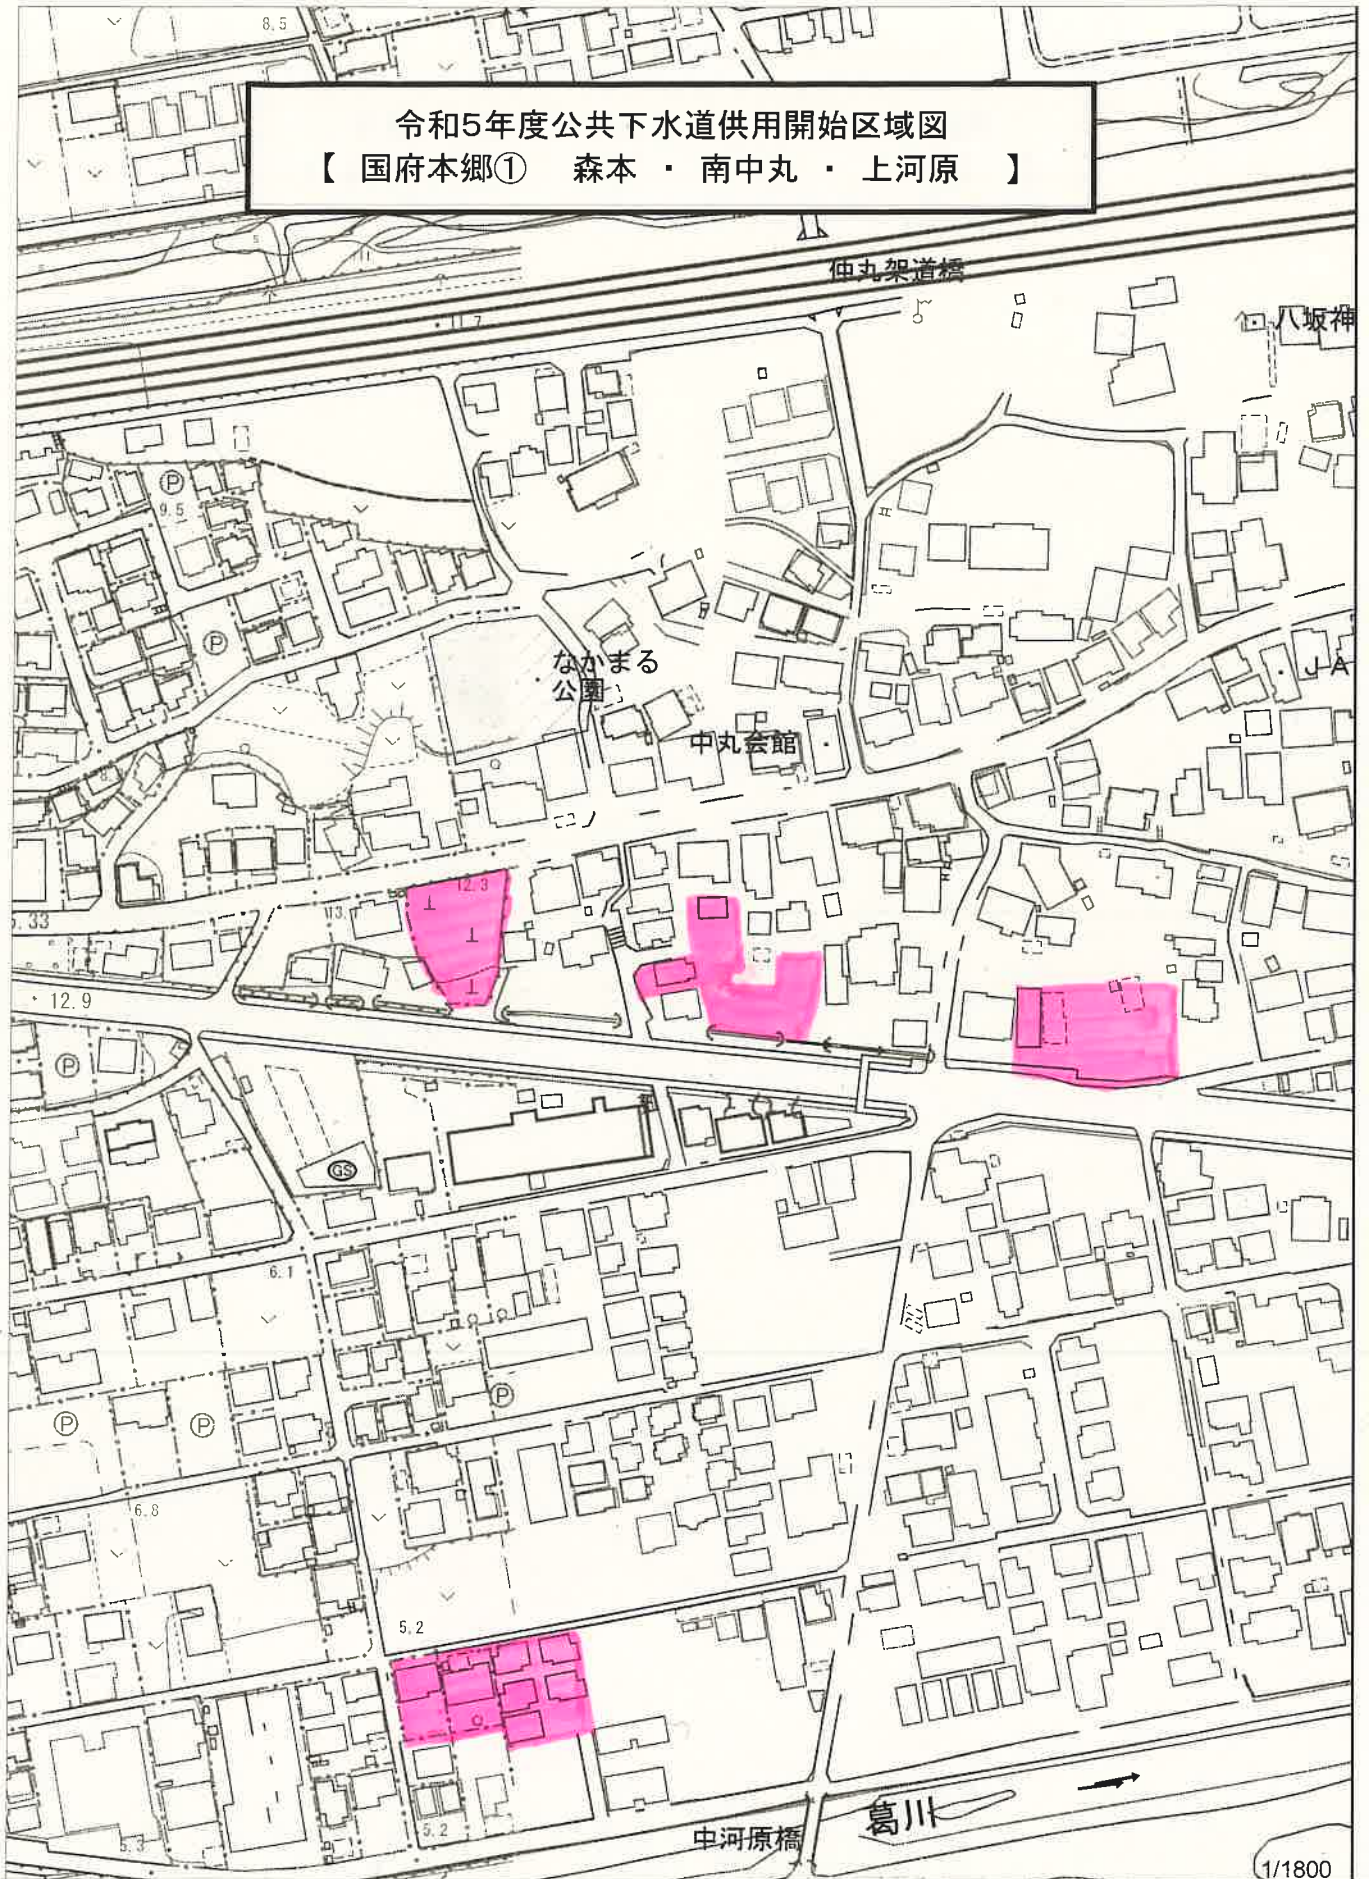 8.5
令和5年度公共下水道供用開始区域図
【 国府本郷① 森本 ・ 南中丸 ・ 上河原 】
仲丸架道橋
11.7
八坂神
P
9.5
P
なかまる
公園
JA
中丸会館
12.3
13.1
12.9
P
GS
6.1
P
P
P
6.8
5.2
葛川
5.2
中河原橋
5.3
1/1800